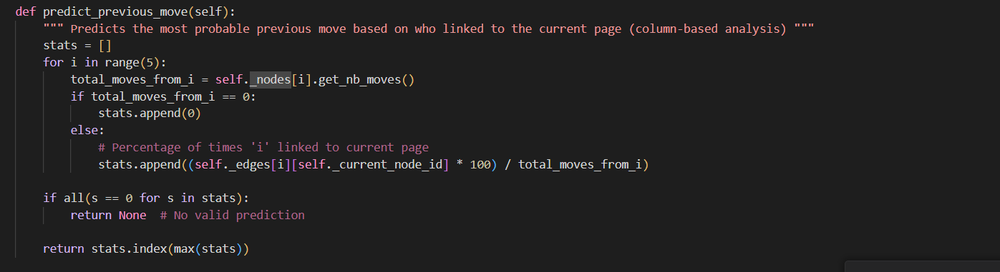 def predict_previous_move(self):
    """ Predicts the most probable previous move based on who linked to the current page (column-based analysis) """
    stats = []
    for i in range(5):
        total_moves_from_i = self._nodes[i].get_nb_moves()
        if total_moves_from_i == 0:
            stats.append(0)
        else:
            # Percentage of times 'i' linked to current page
            stats.append((self._edges[i][self._current_node_id] * 100) / total_moves_from_i)

    if all(s == 0 for s in stats):
        return None  # No valid prediction

    return stats.index(max(stats))